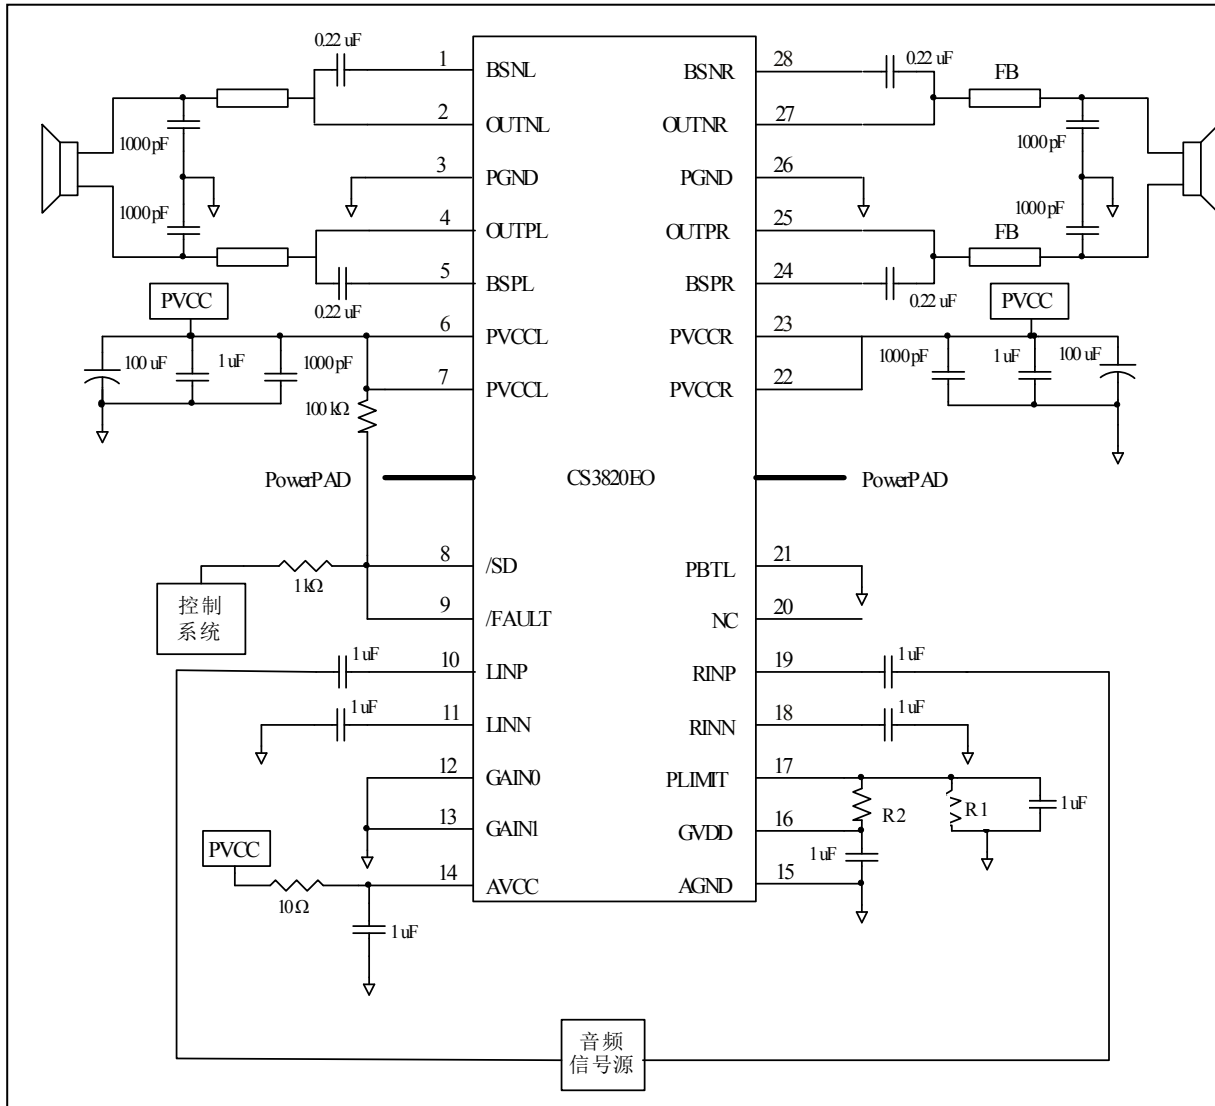 0.22 uF
1
BSNL
2
OUTNL
1000 pF
3
PGND
1000 pF
4
OUTPL
5
BSPL
0.22 uF
PVCC
6
PVCCL
100 uF
1 uF
1000 pF
7
PVCCL
100 kΩ
PowerPAD
8
/SD
1 kΩ
控制
系统
9
/FAULT
1 uF
10
LINP
1 uF
11
LINN
12
GAIN0
13
GAIN1
PVCC
14
AVCC
10 Ω
1 uF
CS3820EO
28
BSNR
0.22 uF
FB
27
OUTNR
1000 pF
26
PGND
1000 pF
25
OUTPR
FB
24
BSPR
0.22 uF
PVCC
23
PVCCR
1000 pF
1 uF
100 uF
22
PVCCR
PowerPAD
21
PBTL
20
NC
19
RINP
1 uF
18
RINN
1 uF
17
PLIMIT
R2
R1
1 uF
16
GVDD
1 uF
15
AGND
音频
信号源